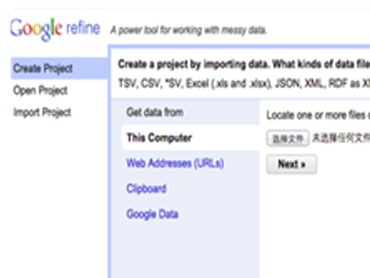 Google refine A power tool for working with messy data.
Create Project
Open Project
Import Project
Create a project by importing data. What kinds of data file
TSV, CSV, *SV, Excel (.xls and .xlsx), JSON, XML, RDF as X
Get data from
This Computer
Web Addresses (URLs)
Clipboard
Google Data
Locate one or more files
选择文件 未选择任何文件
Next »